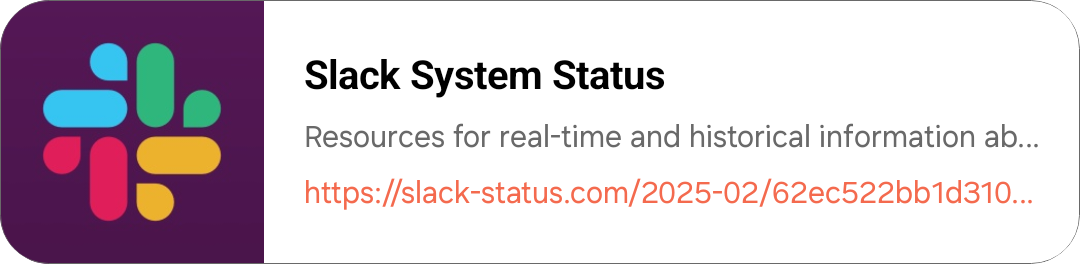 Slack System Status
Resources for real-time and historical information ab...
https://slack-status.com/2025-02/62ec522bb1d310...